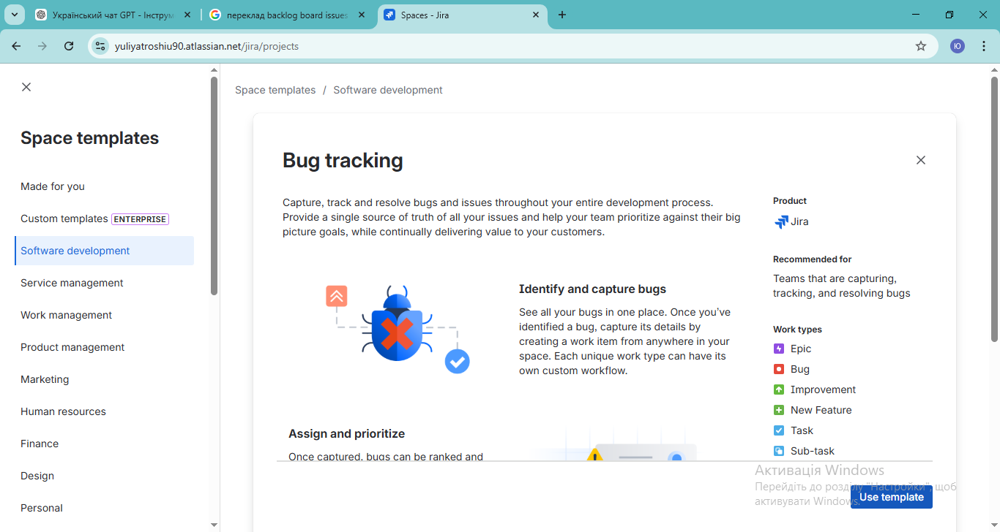 Український чат GPT - Інструм
переклад backlog board issues
Spaces - Jira
yuliyatroshiu90.atlassian.net/jira/projects
Ю
Space templates
Made for you
Custom templates ENTERPRISE
Software development
Service management
Work management
Product management
Marketing
Human resources
Finance
Design
Personal
Space templates / Software development
Bug tracking
Capture, track and resolve bugs and issues throughout your entire development process.
Provide a single source of truth of all your issues and help your team prioritize against their big
picture goals, while continually delivering value to your customers.
Identify and capture bugs
See all your bugs in one place. Once you’ve
identified a bug, capture its details by
creating a work item from anywhere in your
space. Each unique work type can have its
own custom workflow.
Assign and prioritize
Once captured, bugs can be ranked and
Product
Jira
Recommended for
Teams that are capturing,
tracking, and resolving bugs
Work types
Epic
Bug
Improvement
New Feature
Task
Sub-task
Активація Windows
Перейдіть до розділу "Настройки", щоб
активувати Windows.
Use template